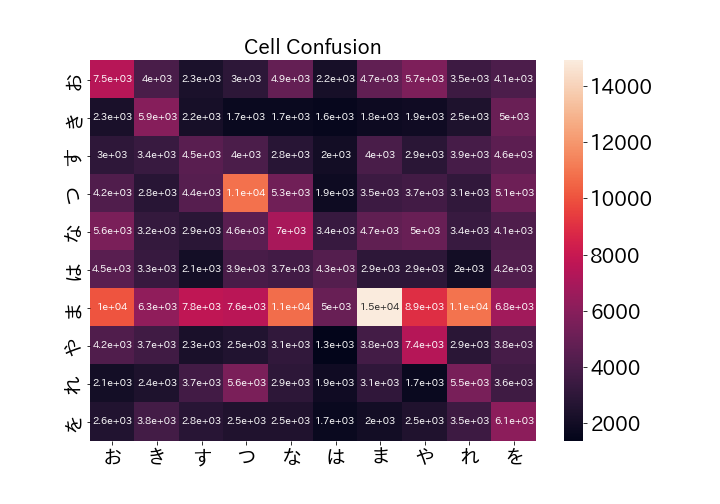 Cell Confusion
お 7.5e+03 4e+03 2.3e+03 3e+03 4.9e+03 2.2e+03 4.7e+03 5.7e+03 3.5e+03 4.1e+03
き 2.3e+03 5.9e+03 2.2e+03 1.7e+03 1.7e+03 1.6e+03 1.8e+03 1.9e+03 2.5e+03 5e+03
す 3e+03 3.4e+03 4.5e+03 4e+03 2.8e+03 2e+03 4e+03 2.9e+03 3.9e+03 4.6e+03
つ 4.2e+03 2.8e+03 4.4e+03 1.1e+04 5.3e+03 1.9e+03 3.5e+03 3.7e+03 3.1e+03 5.1e+03
な 5.6e+03 3.2e+03 2.9e+03 4.6e+03 7e+03 3.4e+03 4.7e+03 5e+03 3.4e+03 4.1e+03
は 4.5e+03 3.3e+03 2.1e+03 3.9e+03 3.7e+03 4.3e+03 2.9e+03 2.9e+03 2e+03 4.2e+03
ま 1e+04 6.3e+03 7.8e+03 7.6e+03 1.1e+04 5e+03 1.5e+04 8.9e+03 1.1e+04 6.8e+03
や 4.2e+03 3.7e+03 2.3e+03 2.5e+03 3.1e+03 1.3e+03 3.8e+03 7.4e+03 2.9e+03 3.8e+03
れ 2.1e+03 2.4e+03 3.7e+03 5.6e+03 2.9e+03 1.9e+03 3.1e+03 1.7e+03 5.5e+03 3.6e+03
を 2.6e+03 3.8e+03 2.8e+03 2.5e+03 2.5e+03 1.7e+03 2e+03 2.5e+03 3.5e+03 6.1e+03
お き す つ な は ま や れ を
14000
12000
10000
8000
6000
4000
2000